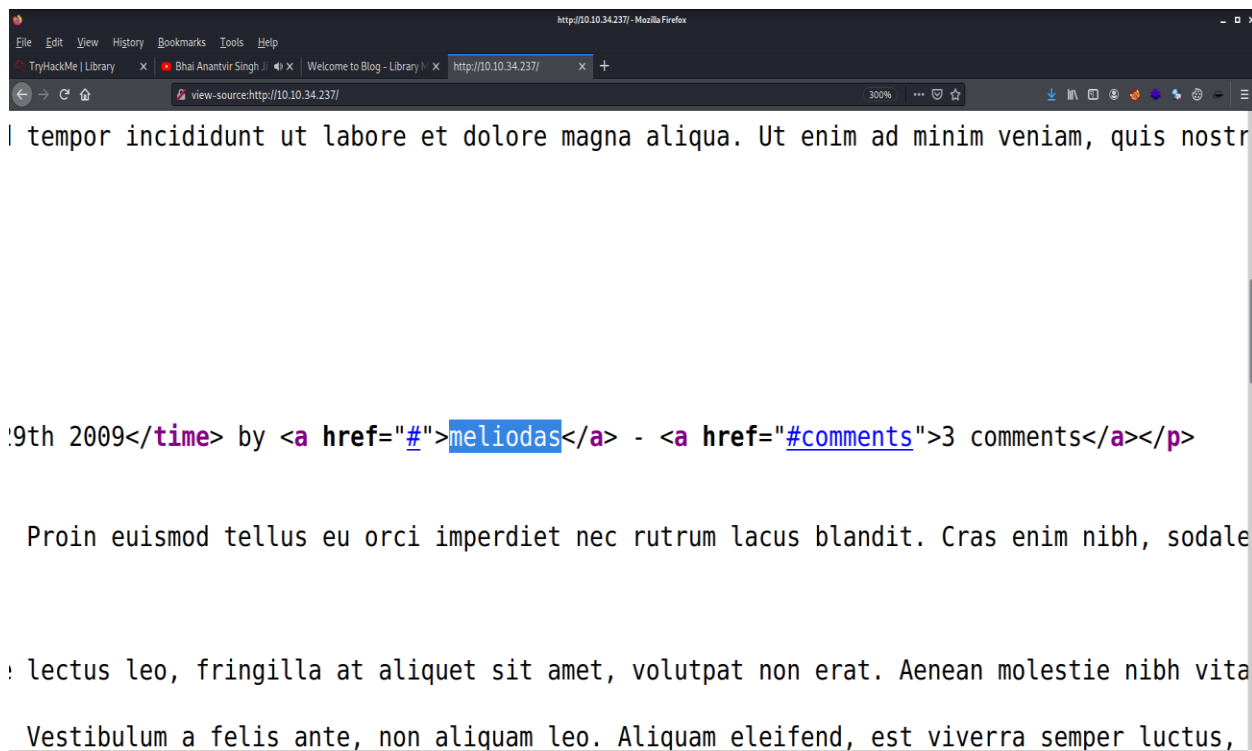 http://10.10.34.237/ - Mozilla Firefox
File Edit View History Bookmarks Tools Help
TryHackMe | Library
Bhai Anantvir Singh Ji
Welcome to Blog - Library M
http://10.10.34.237/
view-source:http://10.10.34.237/
300%
tempor incididunt ut labore et dolore magna aliqua. Ut enim ad minim veniam, quis nostr
9th 2009</time> by <a href="#">meliodas</a> - <a href="#comments">3 comments</a></p>
Proin euismod tellus eu orci imperdiet nec rutrum lacus blandit. Cras enim nibh, sodale
lectus leo, fringilla at aliquet sit amet, volutpat non erat. Aenean molestie nibh vita
Vestibulum a felis ante, non aliquam leo. Aliquam eleifend, est viverra semper luctus,